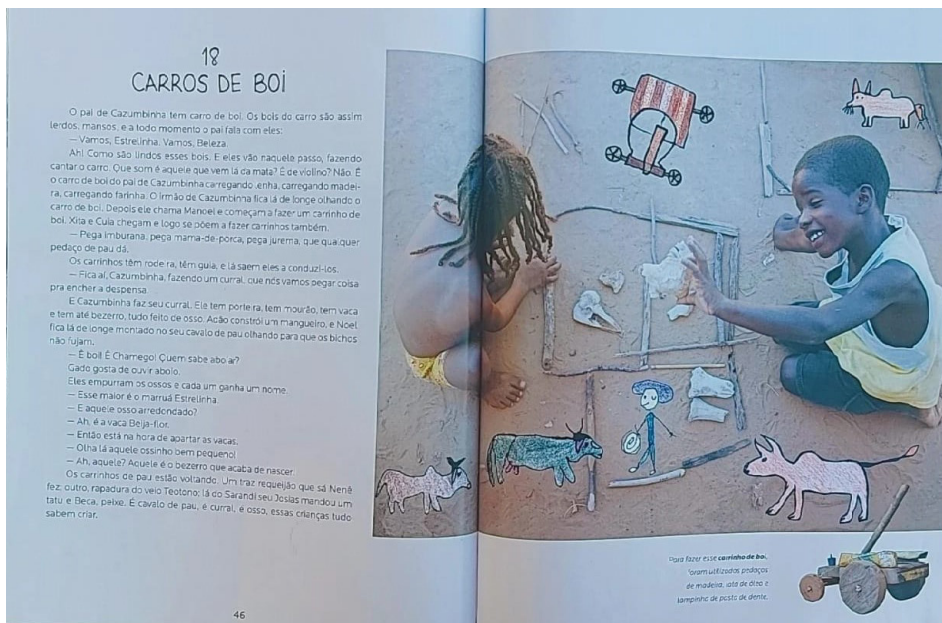 18
CARROS DE BOI
O pai de Cazumbinha tem carro de boi. Os bois do carro são assim
lerdos, mansos, e a todo momento o pai fala com eles:
— Vamos, Estrelinha. Vamos, Beleza.
Ah! Como são lindos esses bois. E eles vão naquele passo, fazendo
cantar o carro. Que som é aquele que vem lá da mata? É de violino? Não. É
o carro de boi do pai de Cazumbinha carregando lenha, carregando madei-
ra, carregando farinha. O irmão de Cazumbinha fica lá de longe olhando o
carro de boi. Depois ele chama Manoel e começam a fazer um carrinho de
boi. Xita e Cuia chegam e logo se põem a fazer carrinhos também.
— Pega imburana, pega mama-de-porca, pega jurema, que qualquer
pedaço de pau dá.
Os carrinhos têm rodeira, têm guia, e lá saem eles a conduzi-los.
— Fica aí, Cazumbinha, fazendo um curral, que nós vamos pegar coisa
pra encher a despensa.
E Cazumbinha faz seu curral. Ele tem porteira, tem mourão, tem vaca
e tem até bezerro, tudo feito de osso. Adão constrói um mangueiro, e Noel
fica lá de longe montado no seu cavalo de pau olhando para que os bichos
não fujam.
— É boi! É Chamego! Quem sabe aboiar?
Gado gosta de ouvir aboio.
Eles empurram os ossos e cada um ganha um nome.
— Esse maior é o marruá Estrelinha.
— E aquele osso arredondado?
— Ah, é a vaca Beija-flor.
— Então está na hora de apartar as vacas.
— Olha lá aquele ossinho bem pequeno!
— Ah, aquele? Aquele é o bezerro que acaba de nascer.
Os carrinhos de pau estão voltando. Um traz requeijão que sá Nenê
fez; outro, rapadura do veio Teotono; lá do Sarandi seu Josias mandou um
tatu e Beca, peixe. É cavalo de pau, é curral, é osso, essas crianças tudo
sabem criar.
46
Para fazer esse carrinho de boi,
foram utilizados pedaços
de madeira, lata de óleo e
tampinha de pasta de dente.